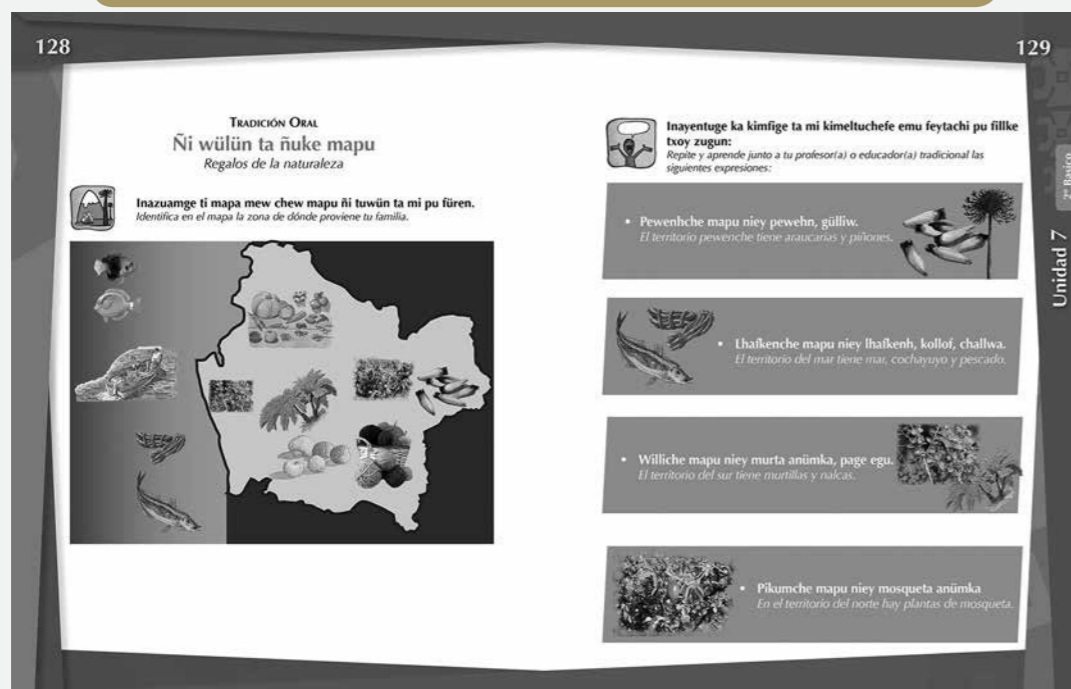 128
TRADICIÓN ORAL
Ñi wülün ta ñuke mapu
Regalos de la naturaleza
Inazuamge ti mapa mew chew mapu ñi tuwün ta mi pu füren.
Identifica en el mapa la zona de dónde proviene tu familia.
129
Inayentuge ka kimfige ta mi kimeltuchefe emu feytachi pu fillke
txoy zugun:
Repite y aprende junto a tu profesor(a) o educador(a) tradicional las
siguientes expresiones:
• Pewenhche mapu niey pewehn, gülliw.
El territorio pewenche tiene araucarias y piñones.
• Lhafkenche mapu niey lhafkenh, kollof, challwa.
El territorio del mar tiene mar, cochayuyo y pescado.
• Williche mapu niey murta anümka, page egu.
El territorio del sur tiene murtillas y nalcas.
• Pikumche mapu niey mosqueta anümka
En el territorio del norte hay plantas de mosqueta.
2º Básico
Unidad 7